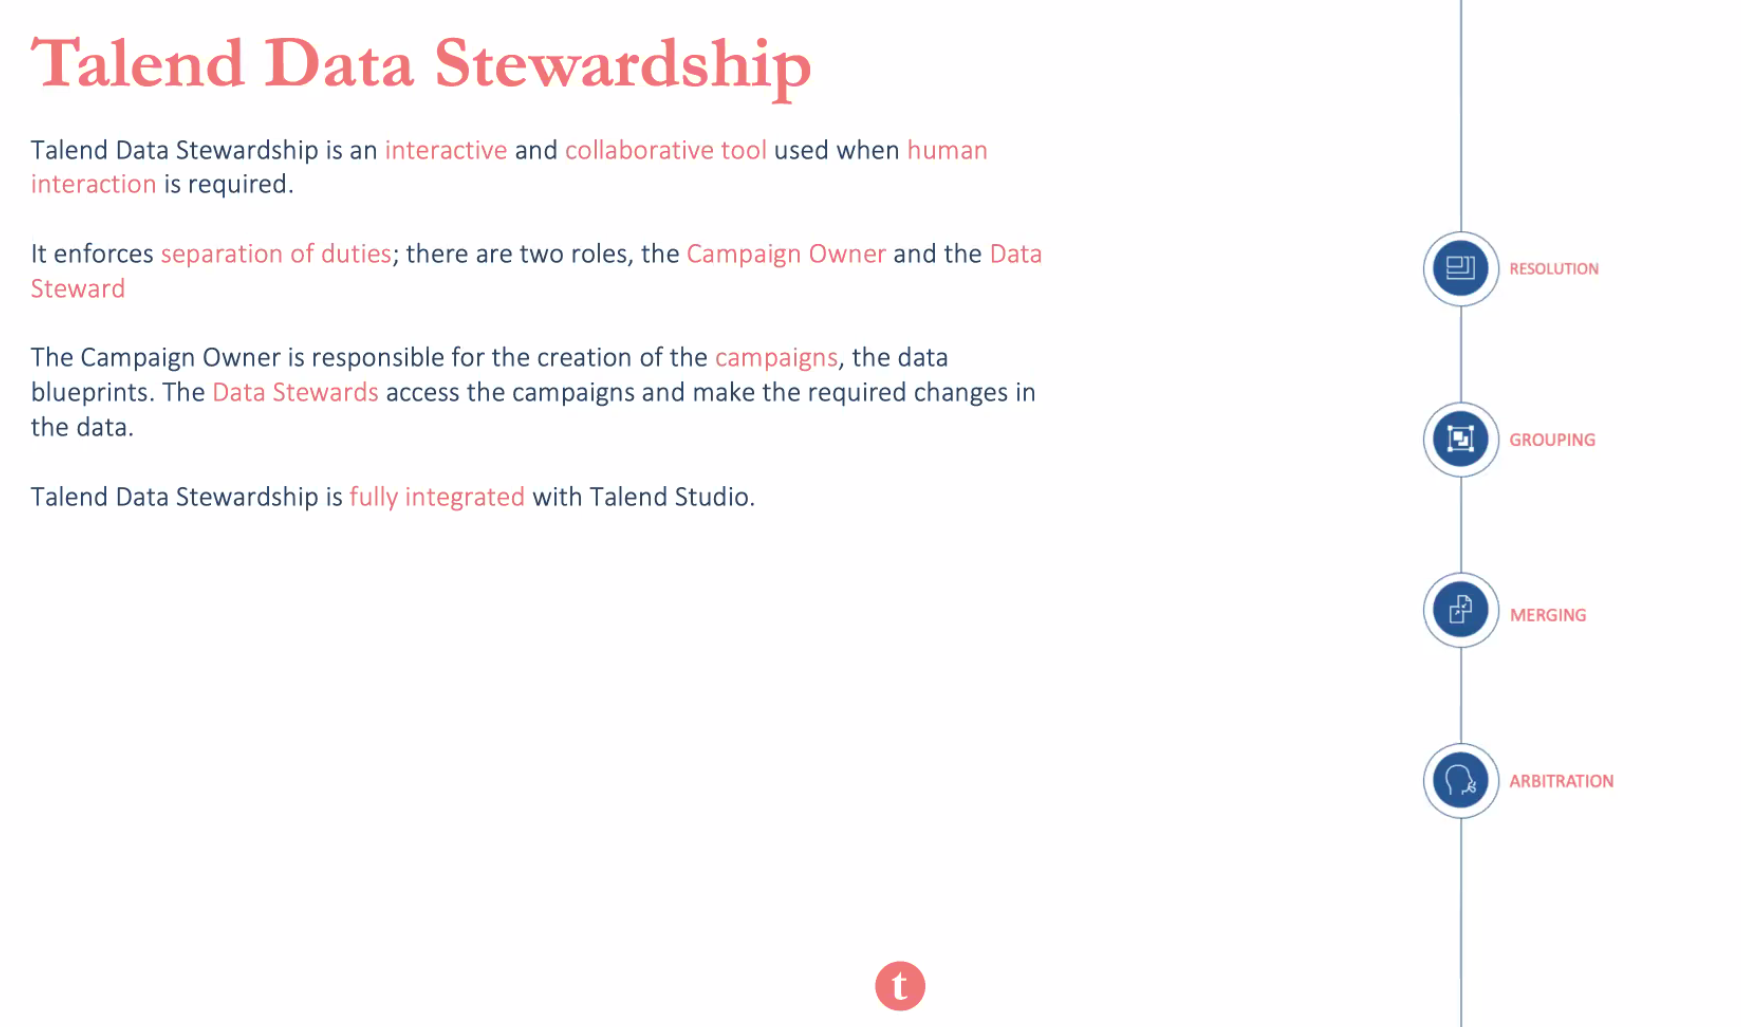 Talend Data Stewardship
Talend Data Stewardship is an interactive and collaborative tool used when human
interaction is required.
It enforces separation of duties; there are two roles, the Campaign Owner and the Data
Steward
The Campaign Owner is responsible for the creation of the campaigns, the data
blueprints. The Data Stewards access the campaigns and make the required changes in
the data.
Talend Data Stewardship is fully integrated with Talend Studio.
RESOLUTION
GROUPING
MERGING
ARBITRATION
t